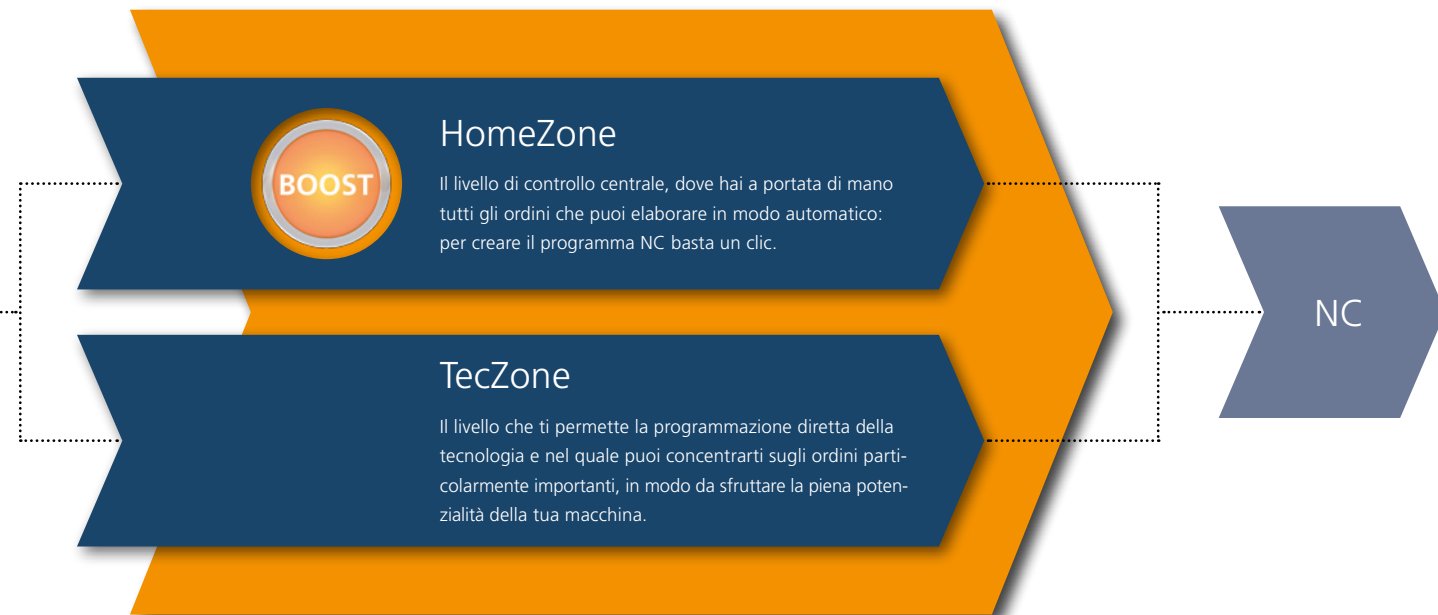 HomeZone
BOOST
Il livello di controllo centrale, dove hai a portata di mano
tutti gli ordini che puoi elaborare in modo automatico:
per creare il programma NC basta un clic.
NC
TecZone
Il livello che ti permette la programmazione diretta della
tecnologia e nel quale puoi concentrarti sugli ordini parti-
colarmente importanti, in modo da sfruttare la piena poten-
zialità della tua macchina.